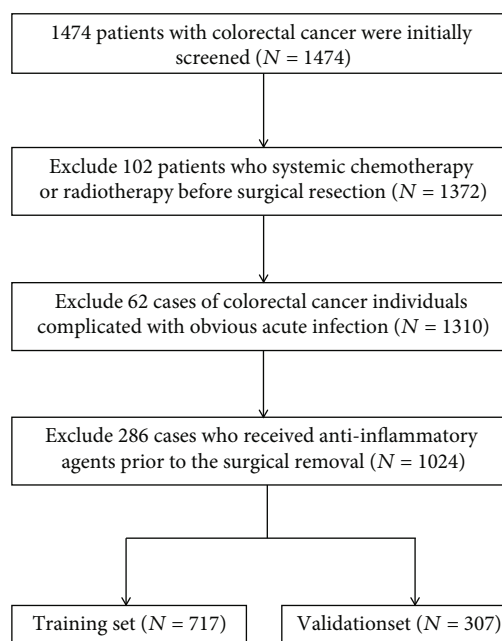 1474 patients with colorectal cancer were initially
screened (N = 1474)
Exclude 102 patients who systemic chemotherapy
or radiotherapy before surgical resection (N = 1372)
Exclude 62 cases of colorectal cancer individuals
complicated with obvious acute infection (N = 1310)
Exclude 286 cases who received anti-inflammatory
agents prior to the surgical removal (N = 1024)
Training set (N = 717)
Validationset (N = 307)